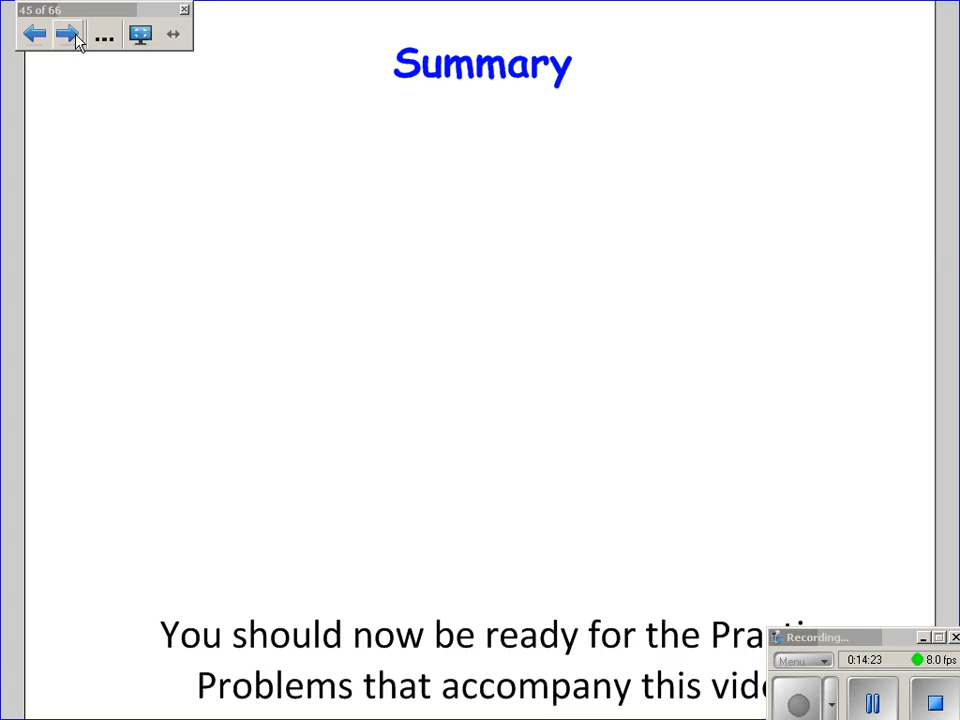 45 of 66
Summary
You should now be ready for the
Problems that accompany this
Recording...
Menu
0:14:23
8.0 fps